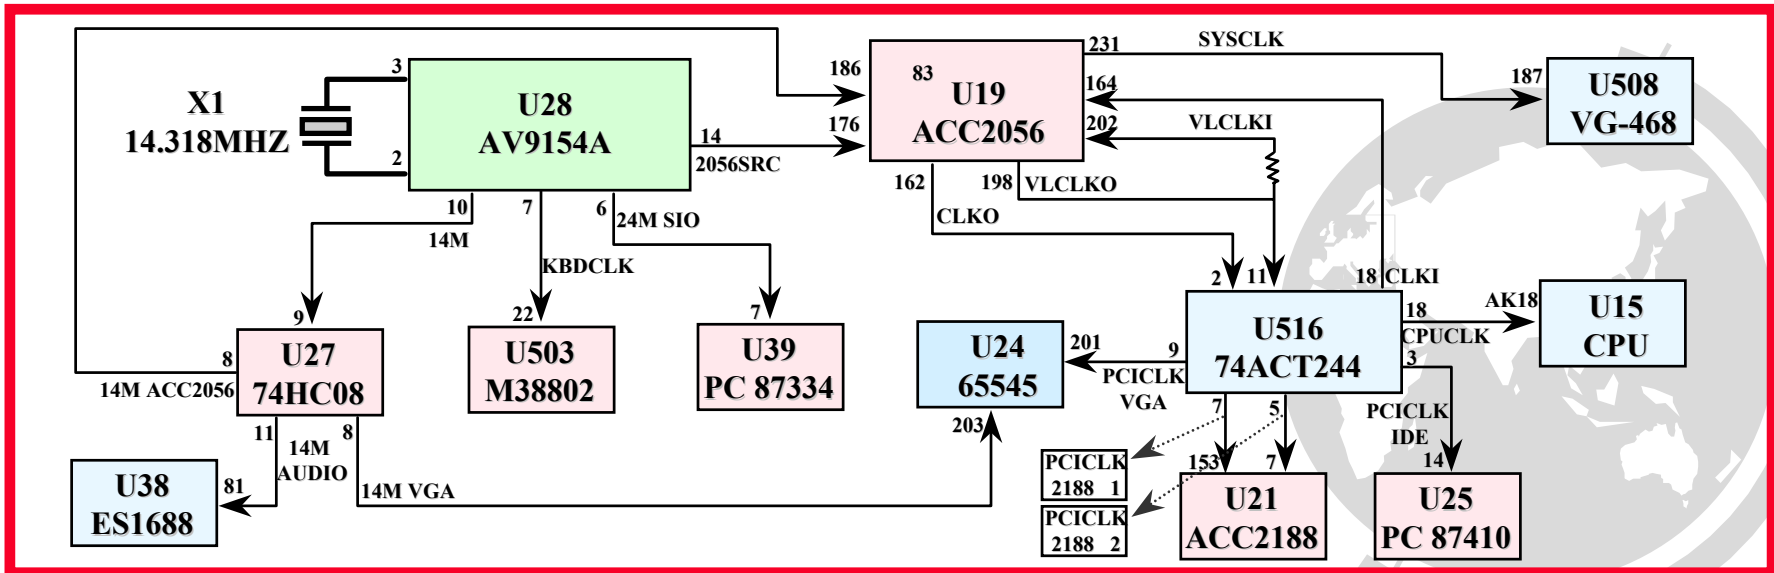 X1
14.318MHZ
3
2
U28
AV9154A
14
2056SRC
10
14M
7
KBDCLK
6
24M SIO
186
176
83
U19
ACC2056
231
SYSCLK
164
202
VLCLKI
162
CLKO
198
VLCLKO
187
U508
VG-468
9
U27
74HC08
8
14M ACC2056
11
14M
AUDIO
8
14M VGA
81
U38
ES1688
22
U503
M38802
7
U39
PC 87334
U24
65545
201
203
9
PCICLK
VGA
2
11
18 CLKI
U516
74ACT244
18
CPUCLK
AK18
U15
CPU
3
PCICLK
IDE
7
5
PCICLK
2188 1
PCICLK
2188 2
153
7
U21
ACC2188
14
U25
PC 87410